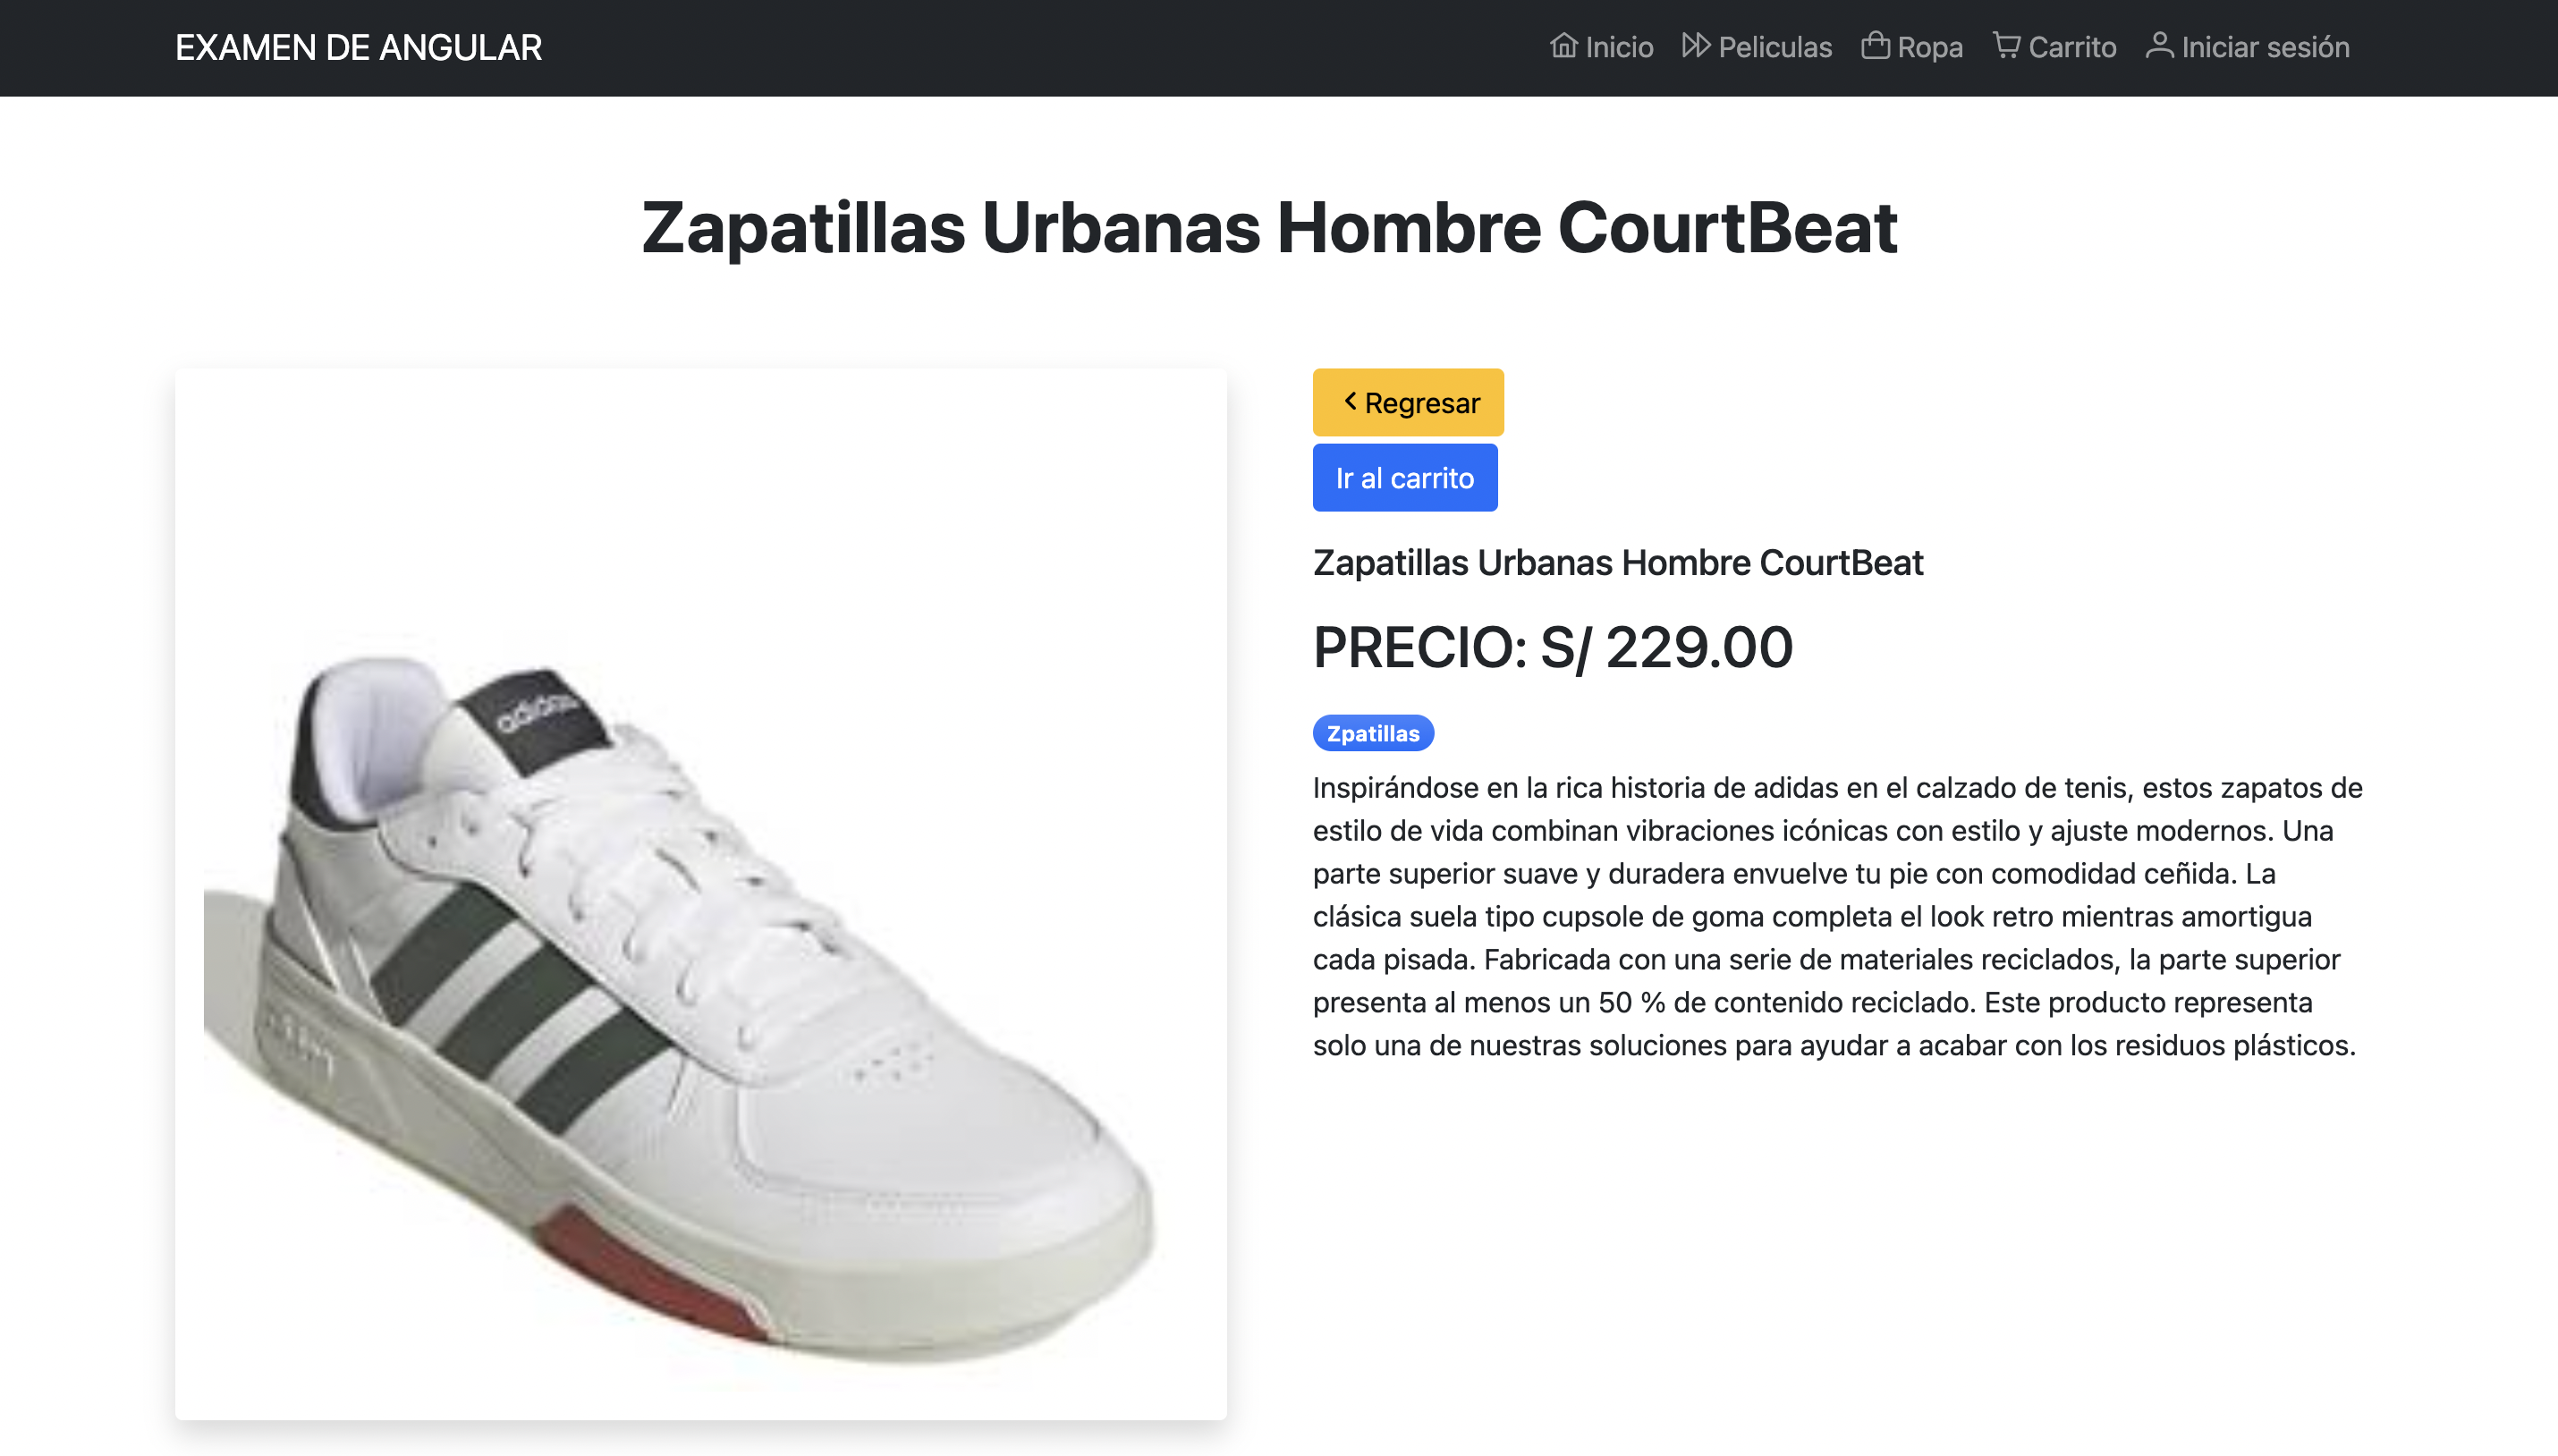 EXAMEN DE ANGULAR
Inicio Peliculas Ropa Carrito Iniciar sesión
Zapatillas Urbanas Hombre CourtBeat
Regresar
Ir al carrito
Zapatillas Urbanas Hombre CourtBeat
PRECIO: S/ 229.00
Zpatillas
Inspirándose en la rica historia de adidas en el calzado de tenis, estos zapatos de
estilo de vida combinan vibraciones icónicas con estilo y ajuste modernos. Una
parte superior suave y duradera envuelve tu pie con comodidad ceñida. La
clásica suela tipo cupsole de goma completa el look retro mientras amortigua
cada pisada. Fabricada con una serie de materiales reciclados, la parte superior
presenta al menos un 50 % de contenido reciclado. Este producto representa
solo una de nuestras soluciones para ayudar a acabar con los residuos plásticos.
adidas